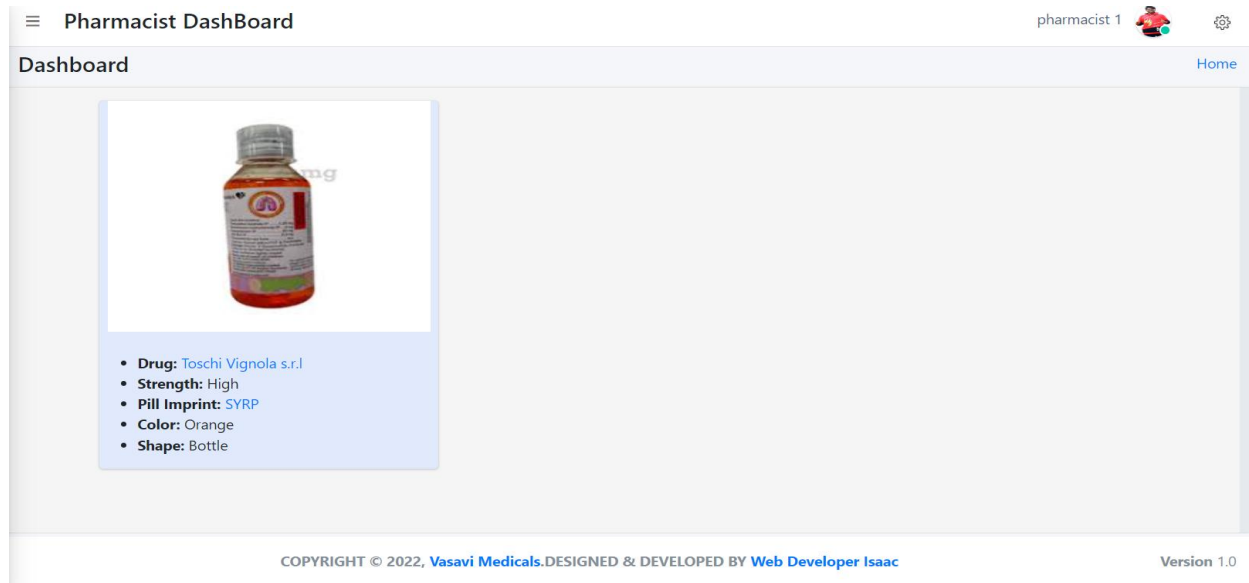 Pharmacist DashBoard
pharmacist 1
Dashboard
Home
mg
Drug: Toschi Vignola s.r.l
Strength: High
Pill Imprint: SYRP
Color: Orange
Shape: Bottle
COPYRIGHT © 2022, Vasavi Medicals.DESIGNED & DEVELOPED BY Web Developer Isaac
Version 1.0